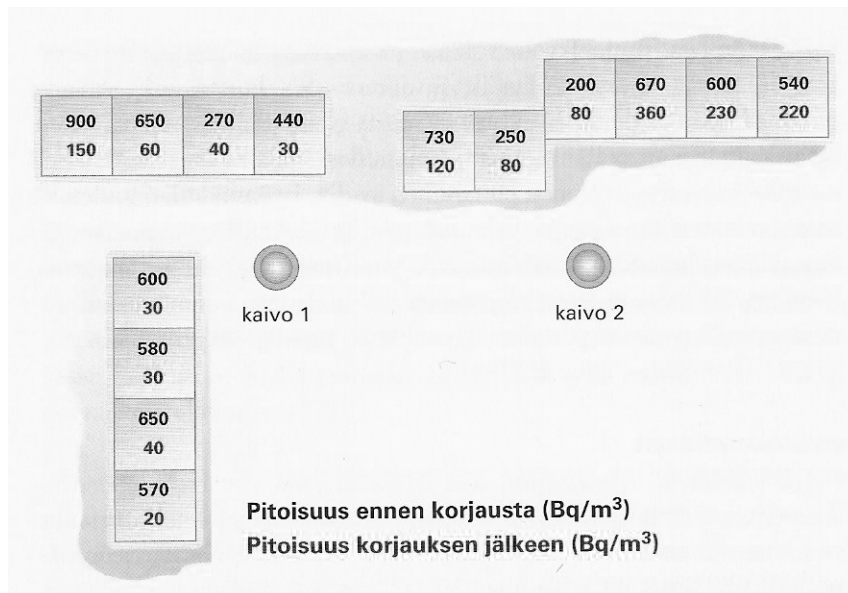 900 650 270 440
150 60 40 30
730 250
120 80
200 670 600 540
80 360 230 220
600
30
580
30
650
40
570
20
kaivo 1
kaivo 2
Pitoisuus ennen korjausta (Bq/m³)
Pitoisuus korjauksen jälkeen (Bq/m³)